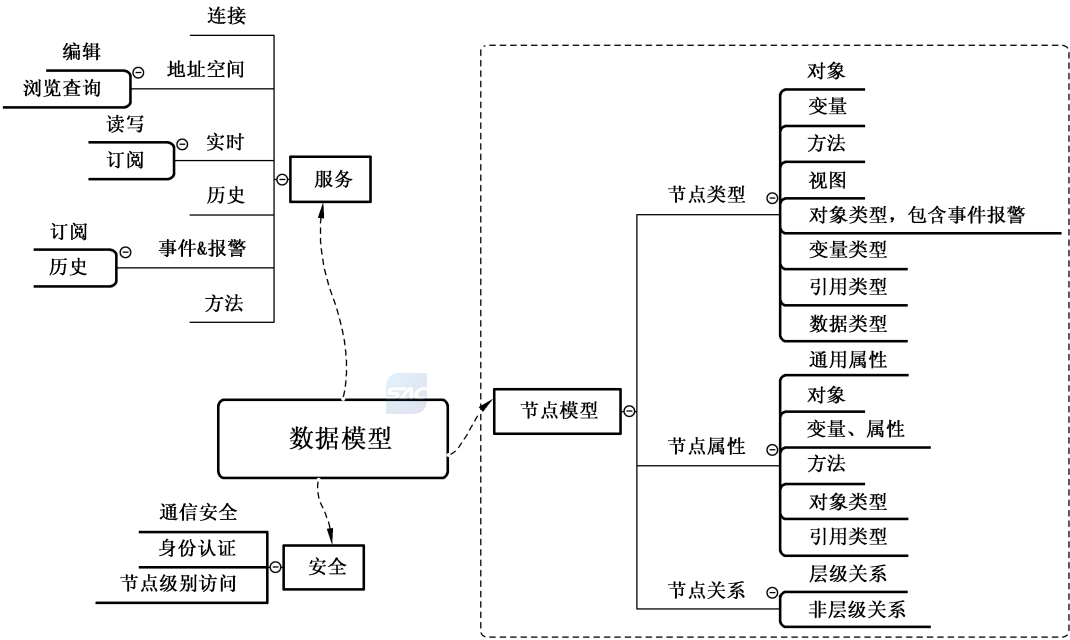 连接
编辑
地址空间
浏览查询
读写
实时
订阅
服务
历史
订阅
事件&报警
历史
方法
数据模型
通信安全
身份认证
安全
节点级别访问
节点模型
节点类型
对象
变量
方法
视图
对象类型，包含事件报警
变量类型
引用类型
数据类型
节点属性
通用属性
对象
变量、属性
方法
对象类型
引用类型
节点关系
层级关系
非层级关系